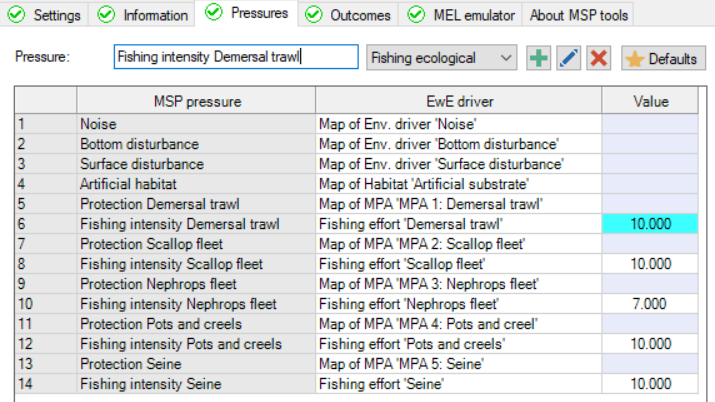 Settings Information Pressures Outcomes MEL emulator About MSP tools
Pressure: Fishing intensity Demersal trawl Fishing ecological Defaults
MSP pressure EwE driver Value
1 Noise Map of Env. driver 'Noise'
2 Bottom disturbance Map of Env. driver 'Bottom disturbance'
3 Surface disturbance Map of Env. driver 'Surface disturbance'
4 Artificial habitat Map of Habitat 'Artificial substrate'
5 Protection Demersal trawl Map of MPA 'MPA 1: Demersal trawl'
6 Fishing intensity Demersal trawl Fishing effort 'Demersal trawl' 10.000
7 Protection Scallop fleet Map of MPA 'MPA 2: Scallop fleet'
8 Fishing intensity Scallop fleet Fishing effort 'Scallop fleet' 10.000
9 Protection Nephrops fleet Map of MPA 'MPA 3: Nephrops fleet'
10 Fishing intensity Nephrops fleet Fishing effort 'Nephrops fleet' 7.000
11 Protection Pots and creels Map of MPA 'MPA 4: Pots and creel'
12 Fishing intensity Pots and creels Fishing effort 'Pots and creels' 10.000
13 Protection Seine Map of MPA 'MPA 5: Seine'
14 Fishing intensity Seine Fishing effort 'Seine' 10.000